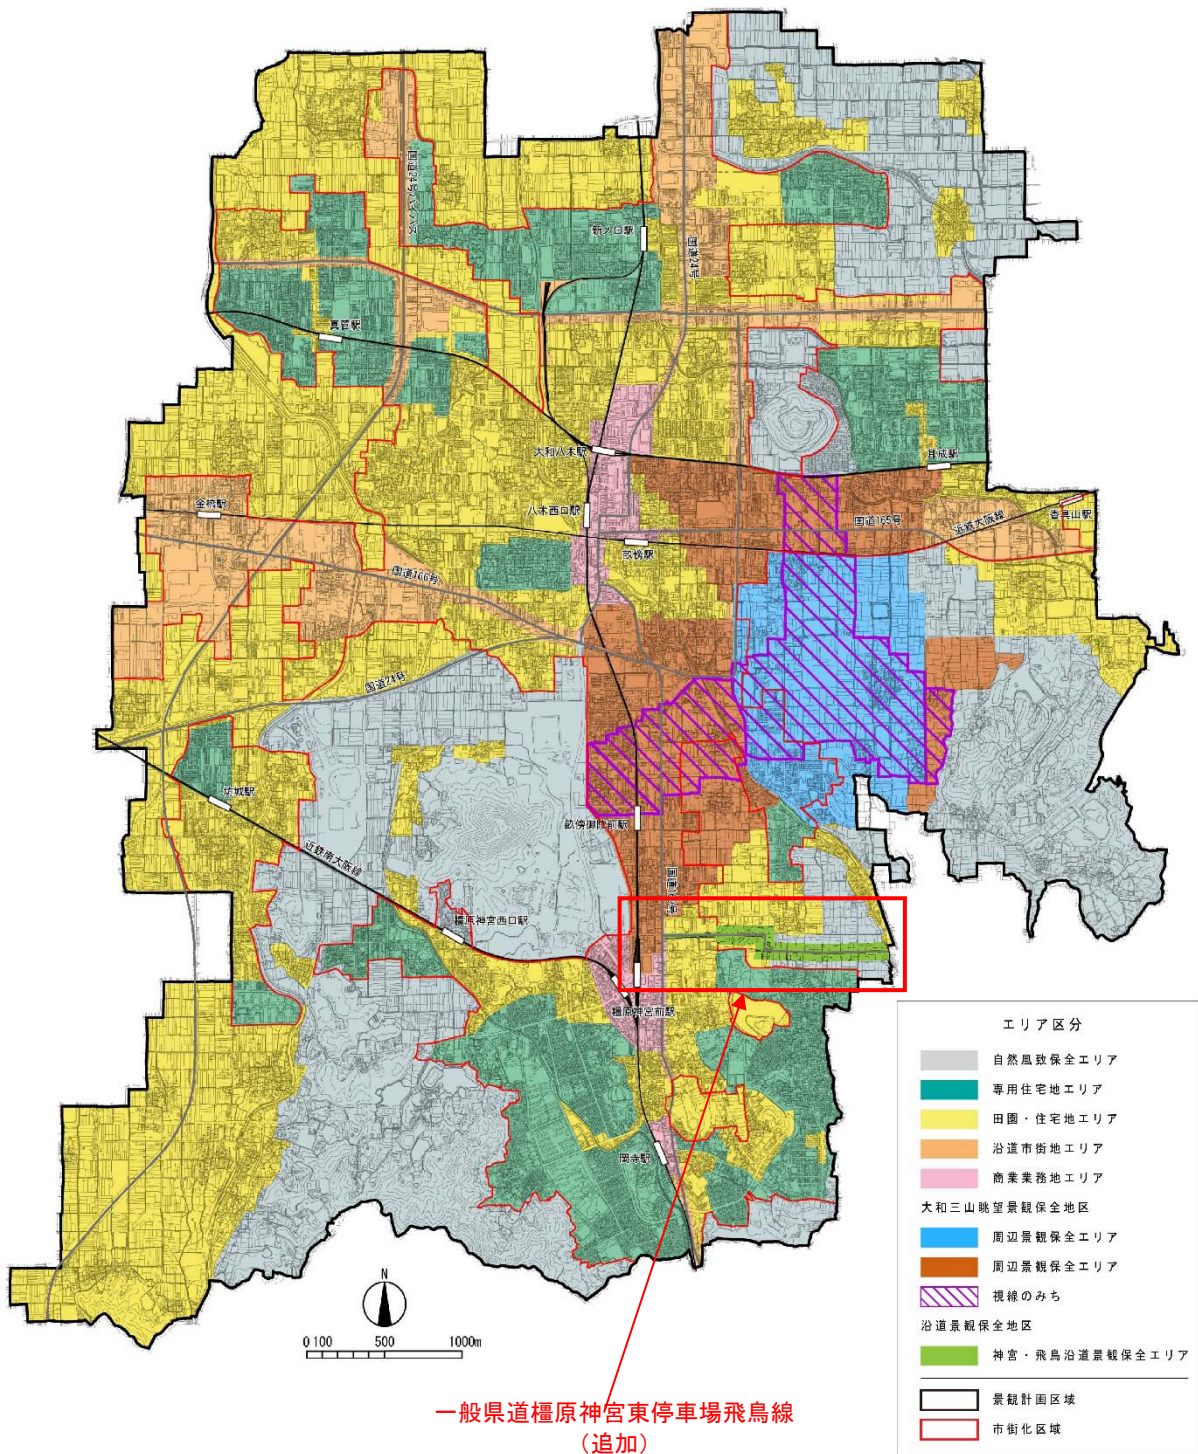 国道24号バイパス
新ノ口駅
国道24号
真菅駅
大和八木駅
耳成駅
金橋駅
八木西口駅
国道165号
近鉄大阪線
香具山駅
畝傍駅
国道166号
国道24号
坊城駅
畝傍御陵前駅
近鉄南大阪線
橿原神宮西口駅
橿原神宮前駅
岡寺駅
N
0 100 500 1000m
エリア区分
自然風致保全エリア
専用住宅地エリア
田園・住宅地エリア
沿道市街地エリア
商業業務地エリア
大和三山眺望景観保全地区
周辺景観保全エリア
周辺景観保全エリア
視線のみち
沿道景観保全地区
神宮・飛鳥沿道景観保全エリア
景観計画区域
市街化区域
一般県道橿原神宮東停車場飛鳥線
（追加）